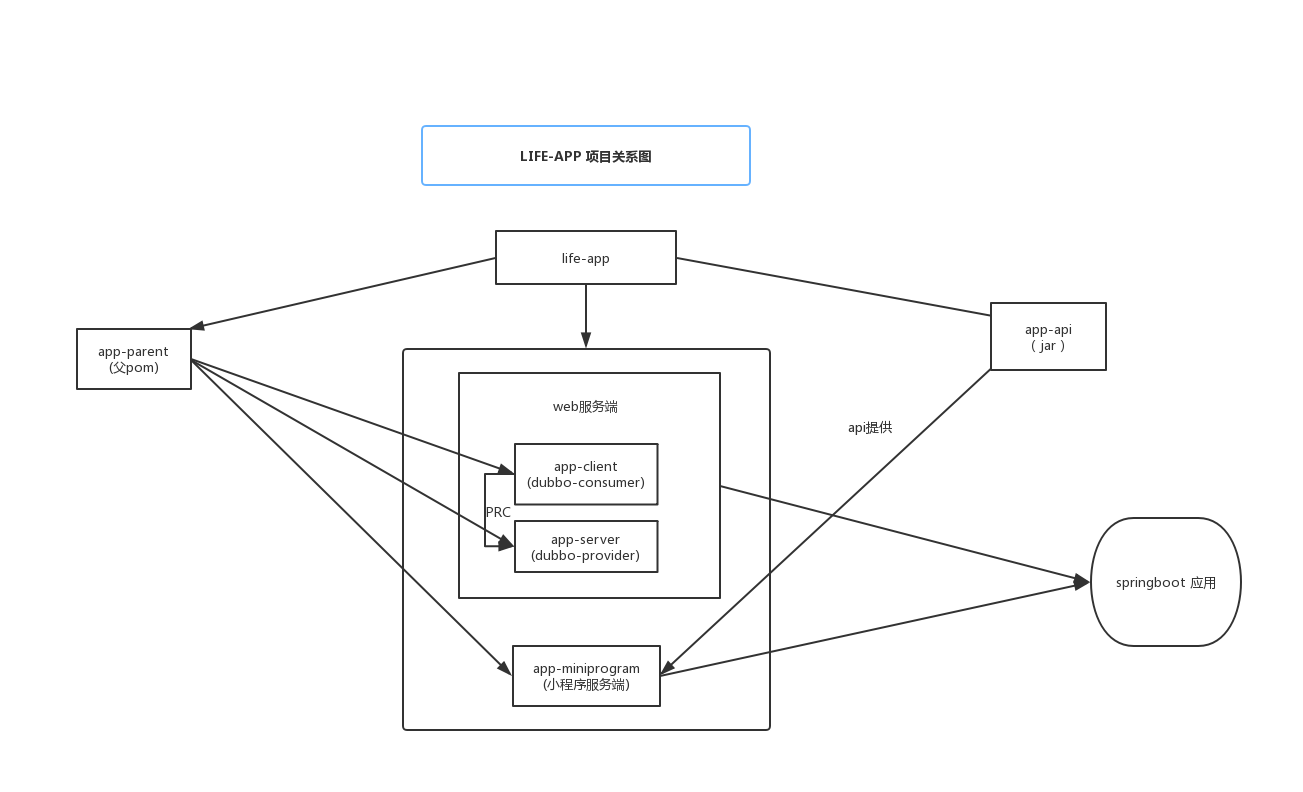 LIFE-APP 项目关系图
life-app
app-parent
(父pom)
app-api
( jar )
web服务端
api提供
app-client
(dubbo-consumer)
PRC
app-server
(dubbo-provider)
springboot 应用
app-miniprogram
(小程序服务端)